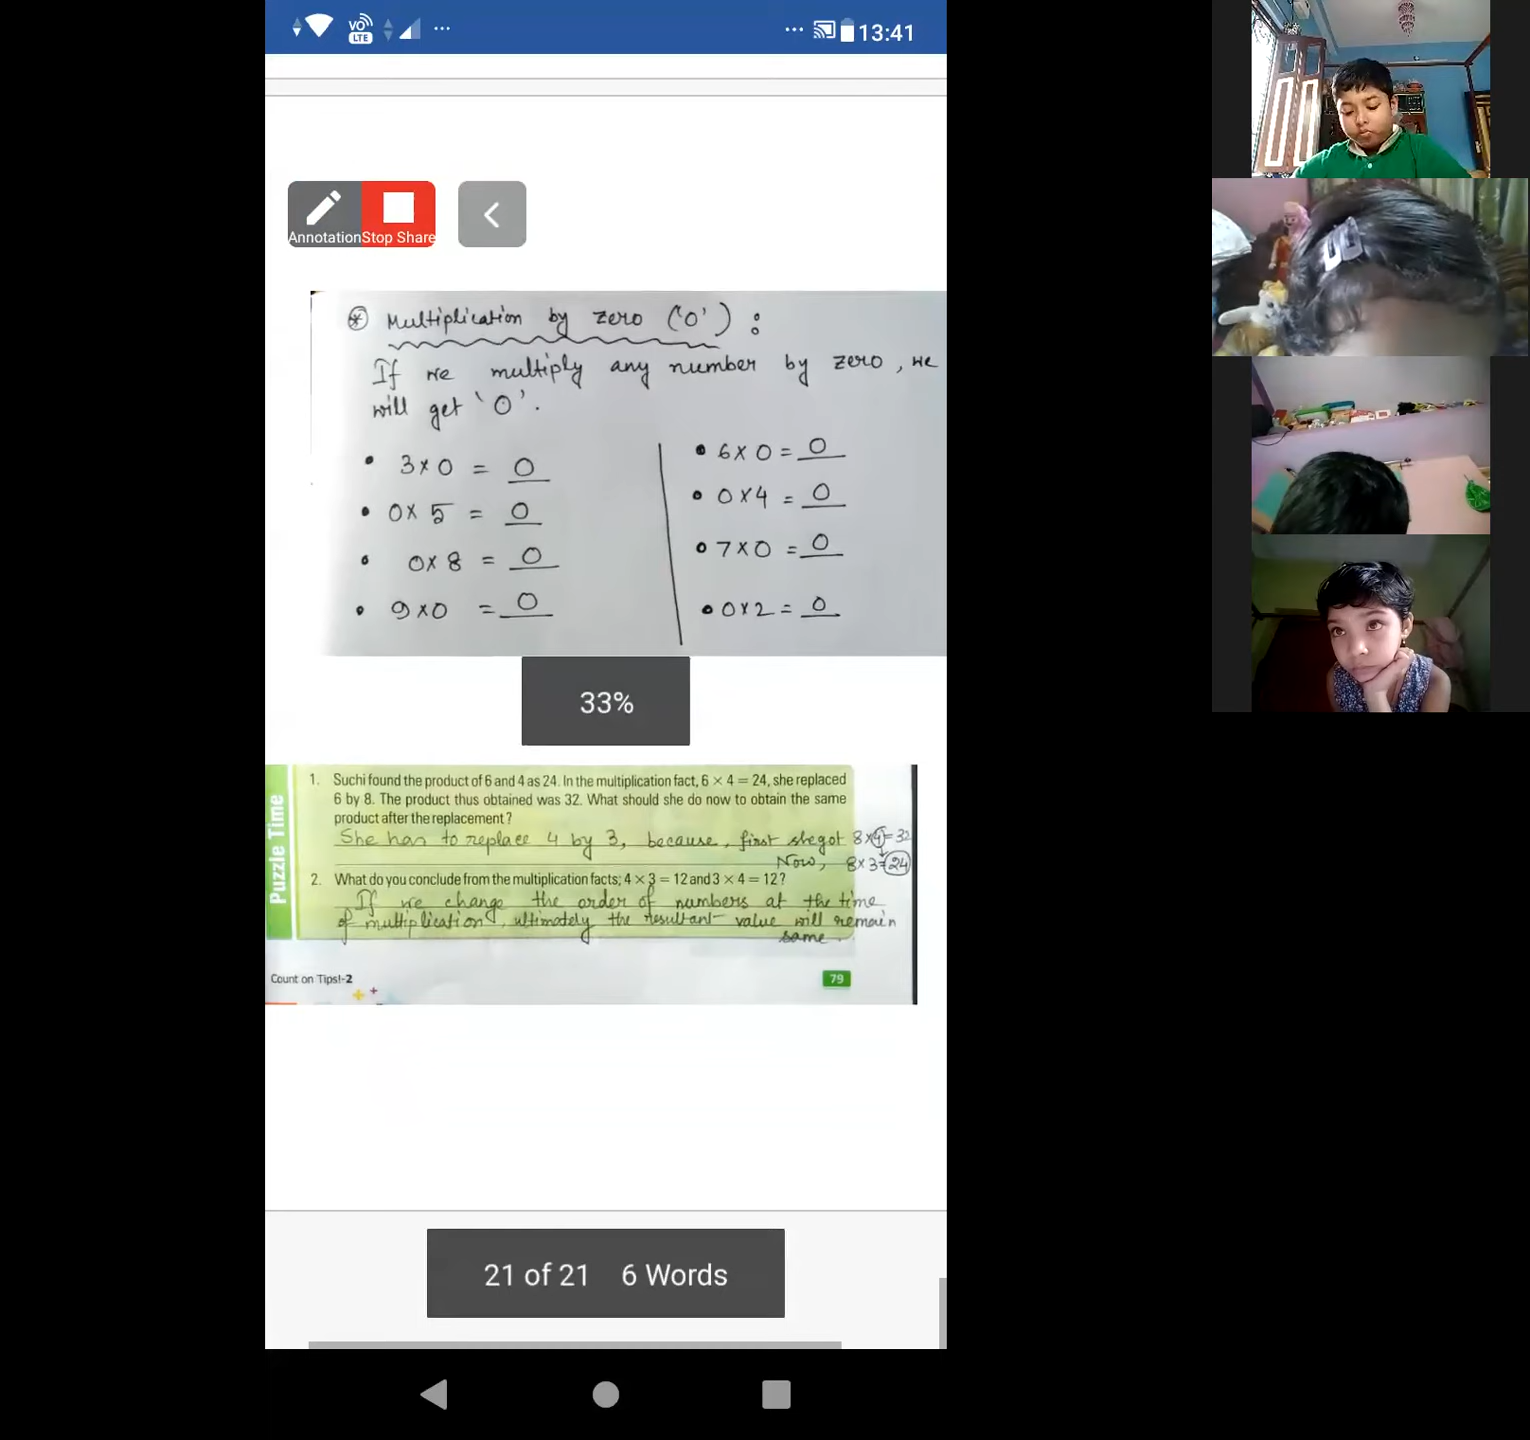 VO
LTE
13:41
Annotation Stop Share
Multiplication by zero ('0') :
If we multiply any number by zero, we
will get '0'.
• 3 × 0 = 0
• 0 × 5 = 0
• 0 × 8 = 0
• 9 × 0 = 0
• 6 × 0 = 0
• 0 × 4 = 0
• 7 × 0 = 0
• 0 × 2 = 0
33%
Puzzle Time
1. Suchi found the product of 6 and 4 as 24. In the multiplication fact, 6 × 4 = 24, she replaced
6 by 8. The product thus obtained was 32. What should she do now to obtain the same
product after the replacement?
She has to replace 4 by 3, because, first she got 8×4=32
Now, 8×3=24
2. What do you conclude from the multiplication facts; 4 × 3 = 12 and 3 × 4 = 12?
If we change the order of numbers at the time
of multiplication, ultimately the resultant value will remain
same.
Count on Tips!-2
79
21 of 21 6 Words